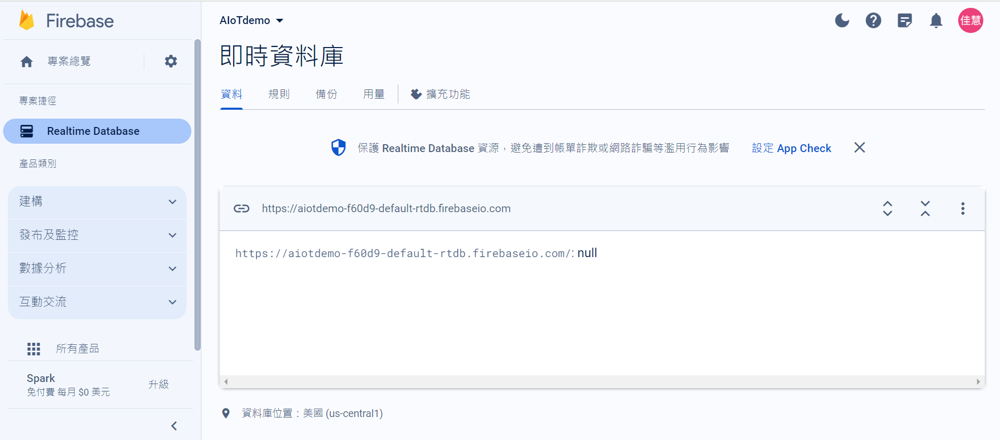 Firebase
AIoTdemo
佳慧
專案總覽
專案捷徑
Realtime Database
產品類別
建構
發布及監控
數據分析
互動交流
所有產品
Spark
免付費 每月 $0 美元
升級
即時資料庫
資料 規則 備份 用量 擴充功能
保護 Realtime Database 資源，避免遭到帳單詐欺或網路詐騙等濫用行為影響 設定 App Check
https://aiotdemo-f60d9-default-rtdb.firebaseio.com
https://aiotdemo-f60d9-default-rtdb.firebaseio.com/: null
資料庫位置：美國 (us-central1)